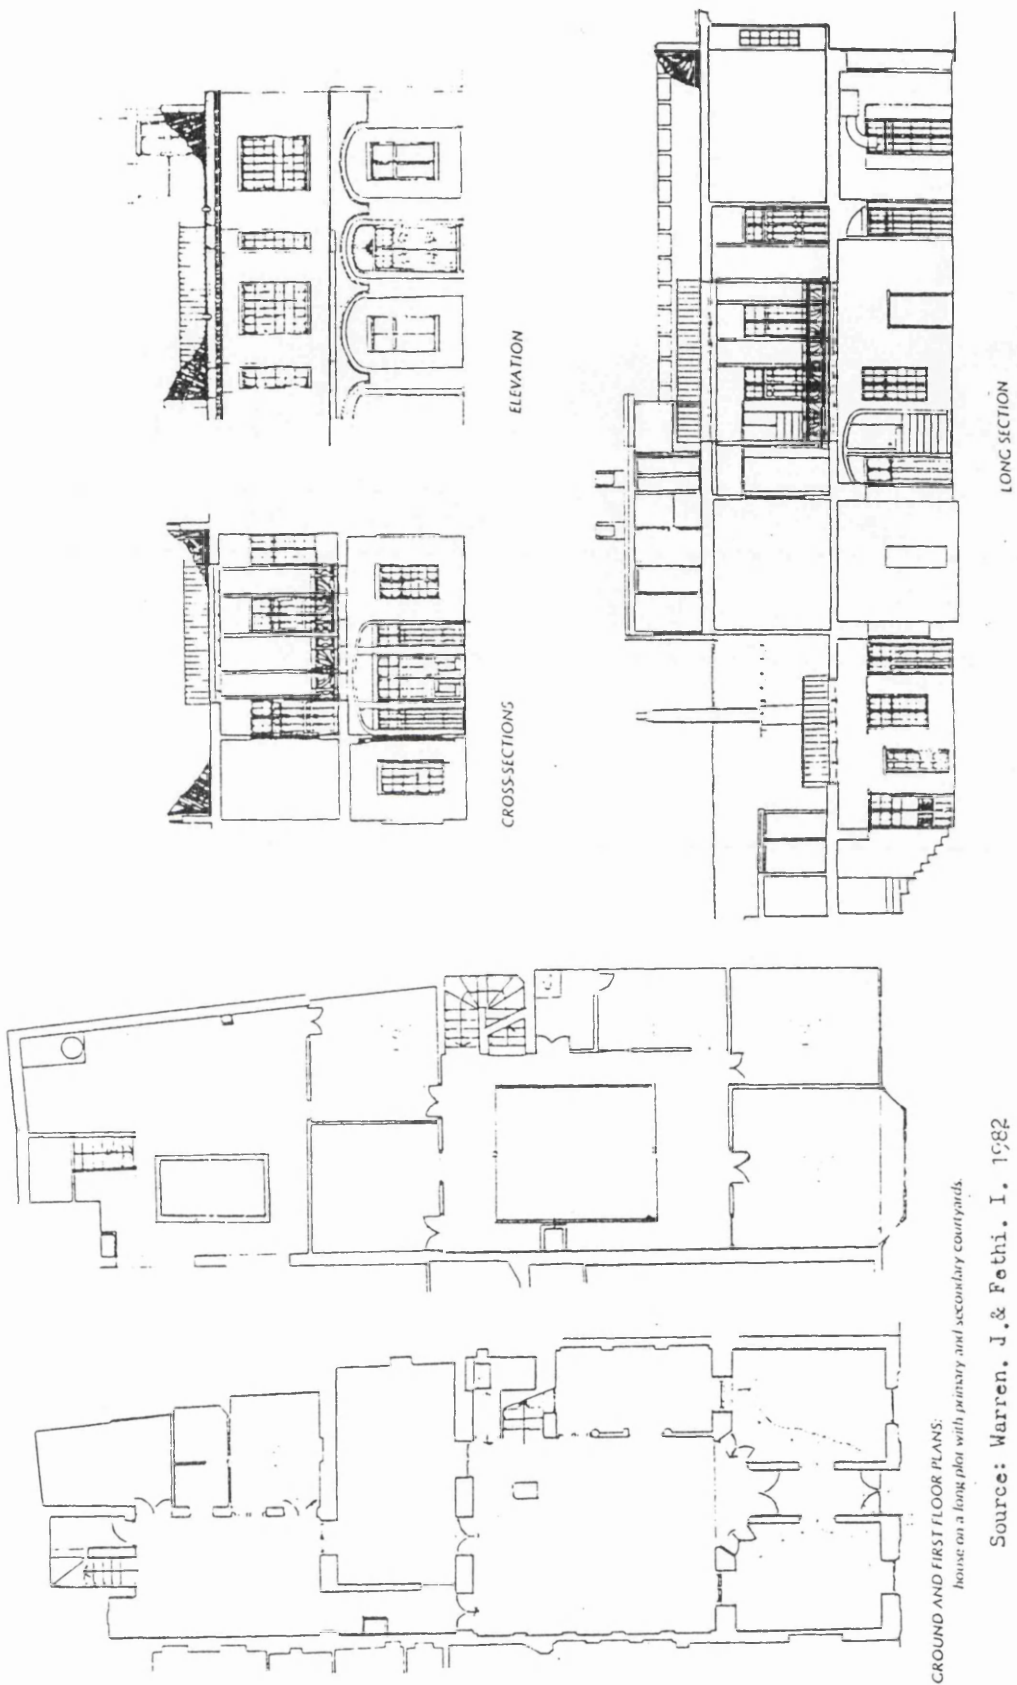 ELEVATION
CROSS-SECTIONS
LONG SECTION
GROUND AND FIRST FLOOR PLANS:
house on a long plot with primary and secondary courtyards.
Source: Warren. J.& Fethi. I. 1982